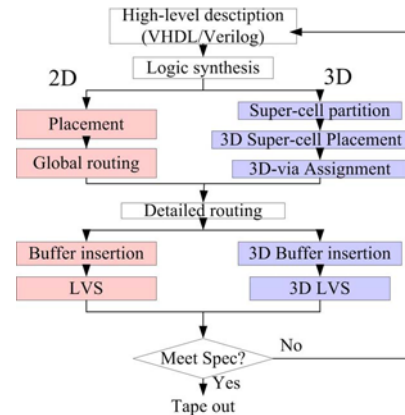 High-level desctiption
(VHDL/Verilog)
Logic synthesis
2D
3D
Placement
Global routing
Super-cell partition
3D Super-cell Placement
3D-via Assignment
Detailed routing
Buffer insertion
LVS
3D Buffer insertion
3D LVS
Meet Spec?
No
Yes
Tape out